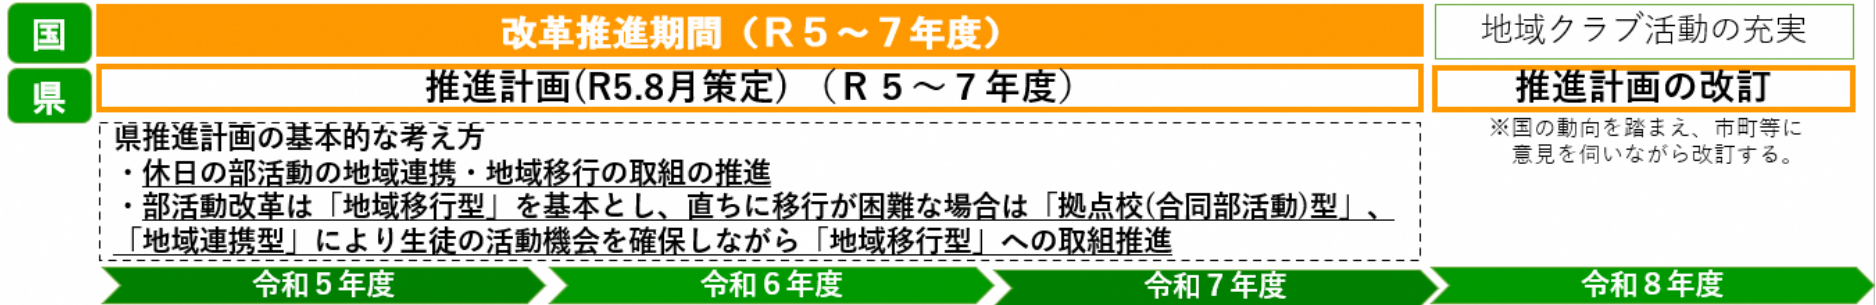 国
改革推進期間（Ｒ５～７年度）
地域クラブ活動の充実
県
推進計画(R5.8月策定)　（Ｒ５～７年度）
推進計画の改訂
※国の動向を踏まえ、市町等に
意見を伺いながら改訂する。
県推進計画の基本的な考え方
・休日の部活動の地域連携・地域移行の取組の推進
・部活動改革は「地域移行型」を基本とし、直ちに移行が困難な場合は「拠点校(合同部活動)型」、
「地域連携型」により生徒の活動機会を確保しながら「地域移行型」への取組推進
令和５年度
令和６年度
令和７年度
令和８年度